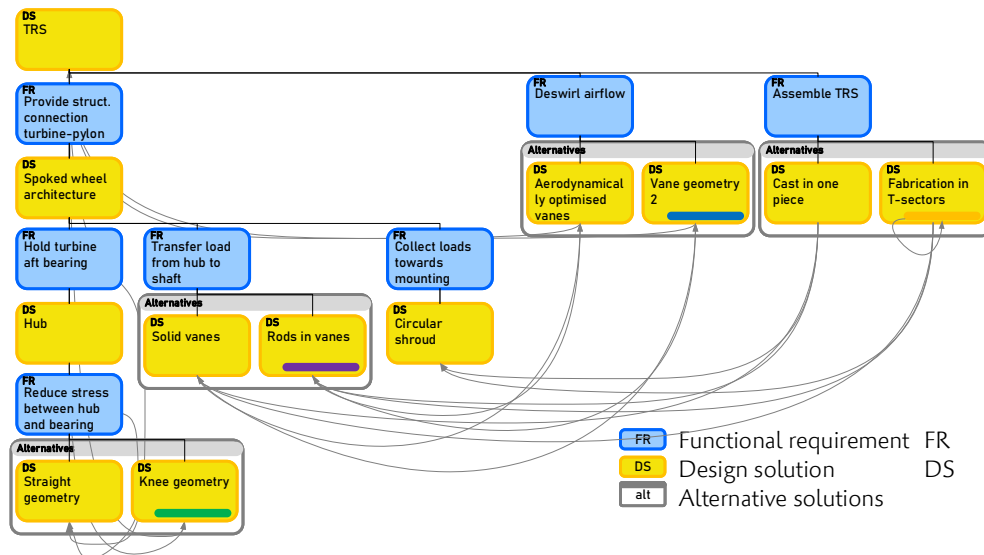 DS
TRS
FR
Provide struct.
connection
turbine-pylon
FR
Deswirl airflow
FR
Assemble TRS
DS
Spoked wheel
architecture
Alternatives
DS
Aerodynamical
ly optimised
vanes
DS
Vane geometry
2
Alternatives
DS
Cast in one
piece
DS
Fabrication in
T-sectors
FR
Hold turbine
aft bearing
FR
Transfer load
from hub to
shaft
FR
Collect loads
towards
mounting
DS
Hub
Alternatives
DS
Solid vanes
DS
Rods in vanes
DS
Circular
shroud
FR
Reduce stress
between hub
and bearing
Alternatives
DS
Straight
geometry
DS
Knee geometry
FR Functional requirement FR
DS Design solution DS
alt Alternative solutions